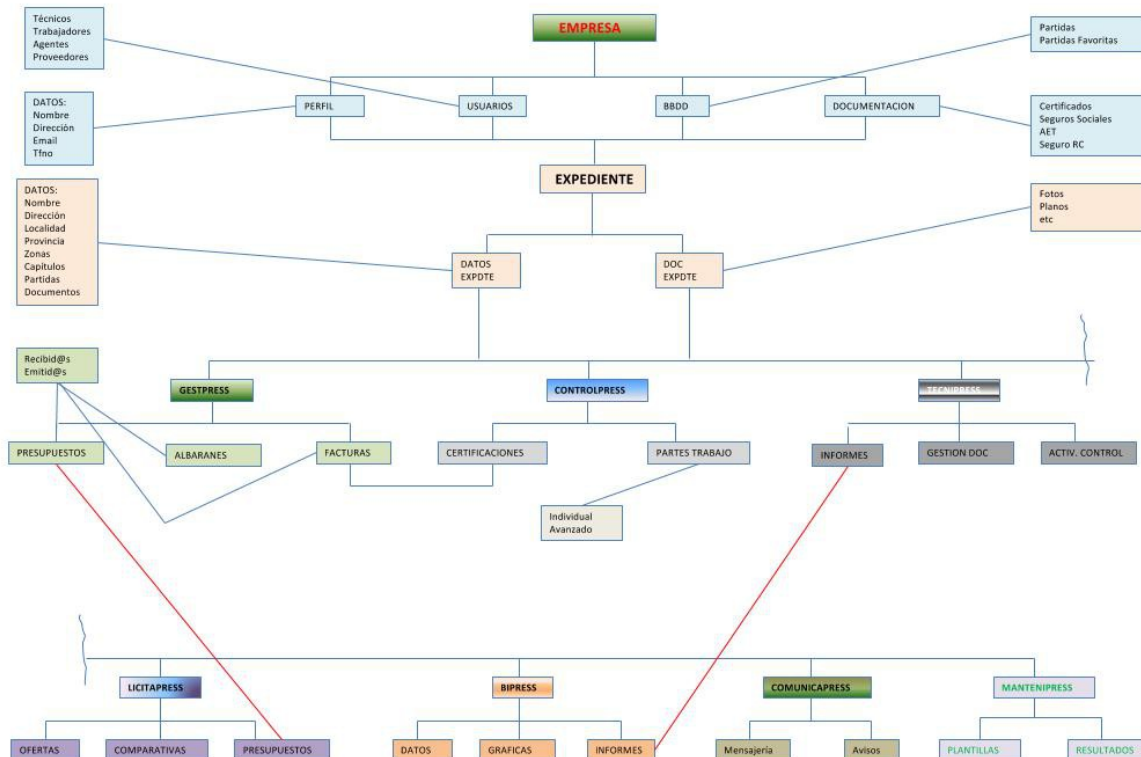 Técnicos
Trabajadores
Agentes
Proveedores
EMPRESA
Partidas
Partidas Favoritas
DATOS:
Nombre
Dirección
Email
Tfno
PERFIL
USUARIOS
BBDD
DOCUMENTACION
Certificados
Seguros Sociales
AET
Seguro RC
EXPEDIENTE
DATOS:
Nombre
Dirección
Localidad
Provincia
Zonas
Capítulos
Partidas
Documentos
Fotos
Planos
etc
DATOS
EXPDTE
DOC
EXPDTE
Recibid@s
Emitid@s
GESTPRESS
CONTROLPRESS
TECNIPRESS
PRESUPUESTOS
ALBARANES
FACTURAS
CERTIFICACIONES
PARTES TRABAJO
INFORMES
GESTION DOC
ACTIV. CONTROL
Individual
Avanzado
LICITAPRESS
BIPRESS
COMUNICAPRESS
MANTENIPRESS
OFERTAS
COMPARATIVAS
PRESUPUESTOS
DATOS
GRAFICAS
INFORMES
Mensajería
Avisos
PLANTILLAS
RESULTADOS